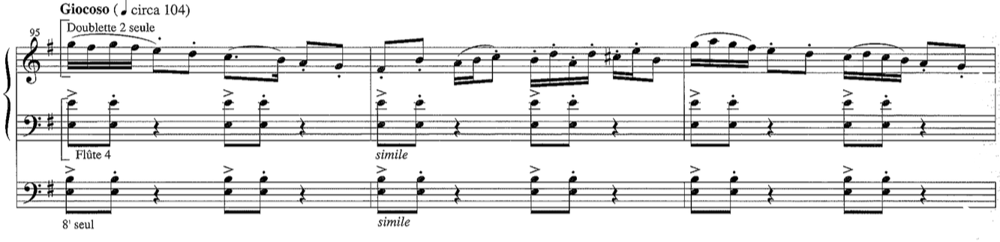 Giocoso (♩ circa 104)
95
Doublette 2 seule
Flûte 4
simile
8' seul
simile